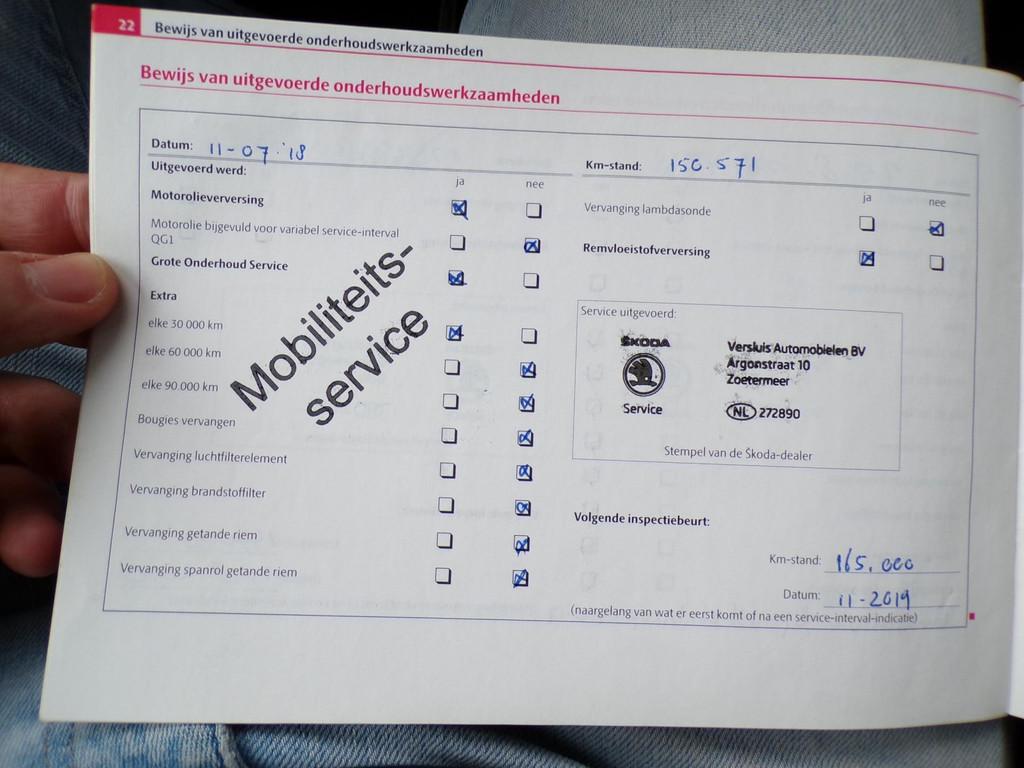 22 Bewijs van uitgevoerde onderhoudswerkzaamheden
Bewijs van uitgevoerde onderhoudswerkzaamheden
Datum: 11-07-'18
Uitgevoerd werd:
ja nee
Motorolieverversing
Motorolie bijgevuld voor variabel service-interval
QG1
Grote Onderhoud Service
Extra
elke 30 000 km
elke 60 000 km
elke 90.000 km
Bougies vervangen
Vervanging luchtfilterelement
Vervanging brandstoffilter
Vervanging getande riem
Vervanging spanrol getande riem
Mobiliteits-
service
Km-stand: 150.571
ja nee
Vervanging lambdasonde
Remvloeistofverversing
Service uitgevoerd:
ŠKODA
Service
Versluis Automobielen BV
Argonstraat 10
Zoetermeer
NL 272890
Stempel van de Škoda-dealer
Volgende inspectiebeurt:
Km-stand: 165.000
Datum: 11-2019
(naargelang van wat er eerst komt of na een service-interval-indicatie)